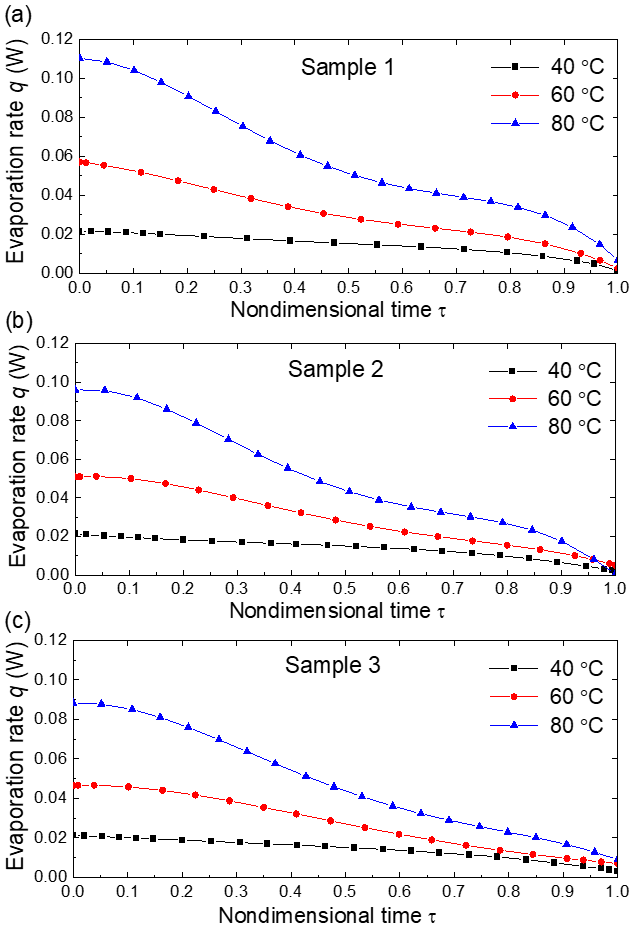 (a)
Evaporation rate q (W)
0.12
0.10
0.08
0.06
0.04
0.02
0.00
Sample 1
40 °C
60 °C
80 °C
0.0 0.1 0.2 0.3 0.4 0.5 0.6 0.7 0.8 0.9 1.0
Nondimensional time τ
(b)
Evaporation rate q (W)
0.12
0.10
0.08
0.06
0.04
0.02
0.00
Sample 2
40 °C
60 °C
80 °C
0.0 0.1 0.2 0.3 0.4 0.5 0.6 0.7 0.8 0.9 1.0
Nondimensional time τ
(c)
Evaporation rate q (W)
0.12
0.10
0.08
0.06
0.04
0.02
0.00
Sample 3
40 °C
60 °C
80 °C
0.0 0.1 0.2 0.3 0.4 0.5 0.6 0.7 0.8 0.9 1.0
Nondimensional time τ